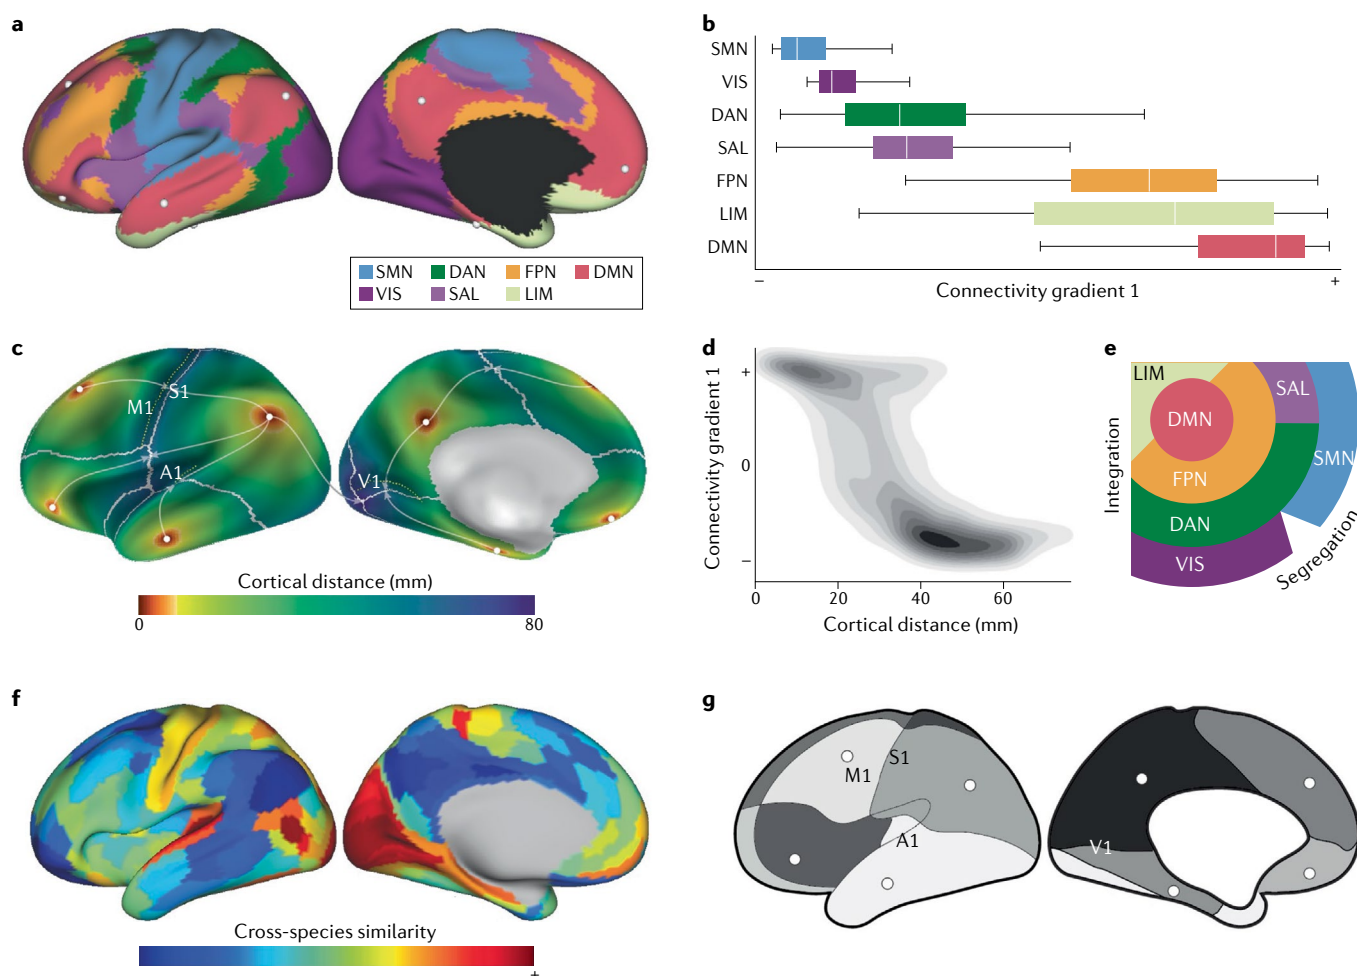 a
b
SMN
VIS
DAN
SAL
FPN
LIM
DMN
– +
Connectivity gradient 1
SMN DAN FPN DMN
VIS SAL LIM
c
S1
M1
A1
V1
Cortical distance (mm)
0 80
d
Connectivity gradient 1
+
0
–
0 20 40 60
Cortical distance (mm)
e
LIM
SAL
DMN
SMN
FPN
DAN
VIS
Integration
Segregation
f
Cross-species similarity
+
g
S1
M1
A1
V1